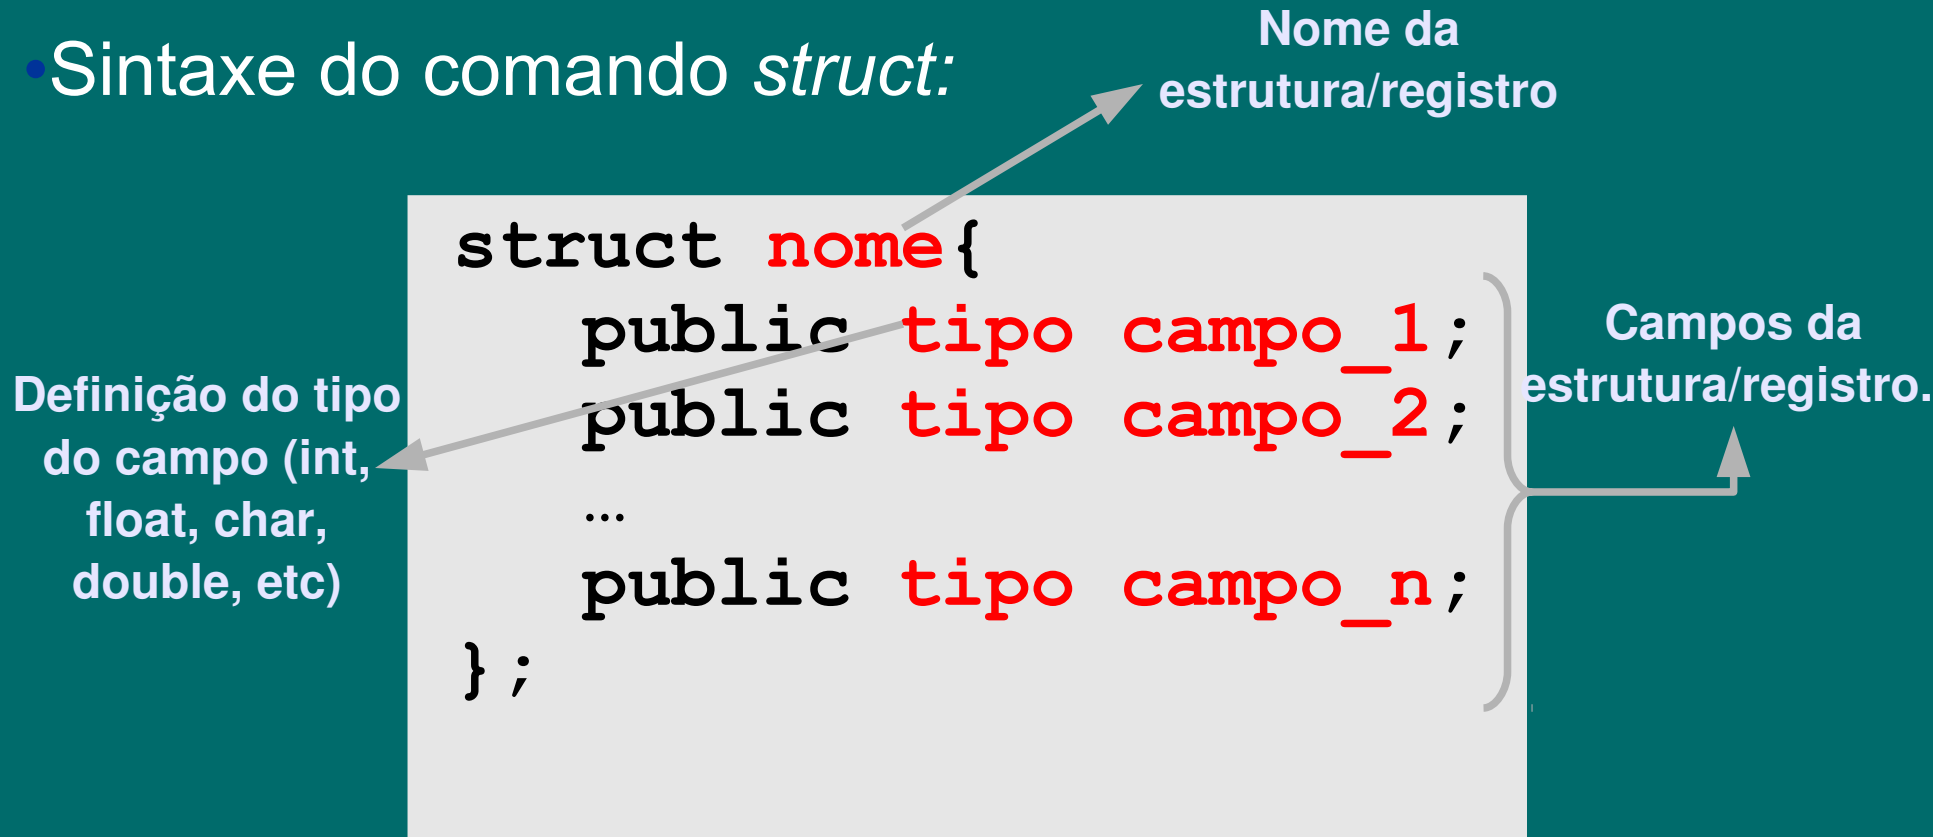 •Sintaxe do comando struct:
Nome da
estrutura/registro
struct nome{
public tipo campo_1;
public tipo campo_2;
…
public tipo campo_n;
};
Definição do tipo
do campo (int,
float, char,
double, etc)
Campos da
estrutura/registro.